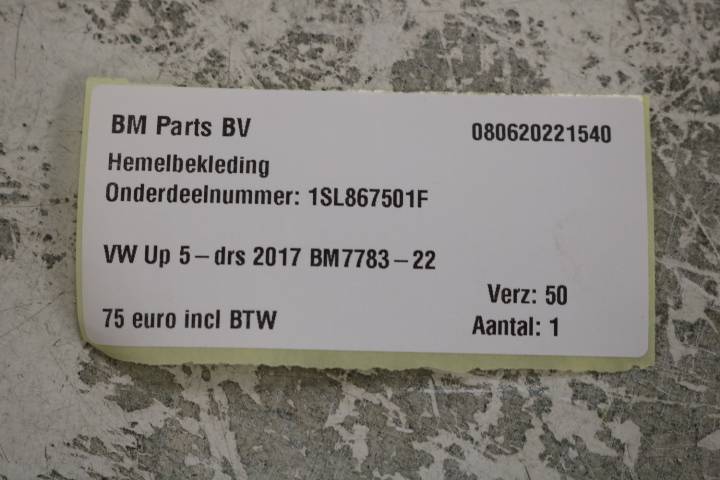 BM Parts BV 080620221540
Hemelbekleding
Onderdeelnummer: 1SL867501F
VW Up 5-drs 2017 BM7783-22
Verz: 50
75 euro incl BTW Aantal: 1